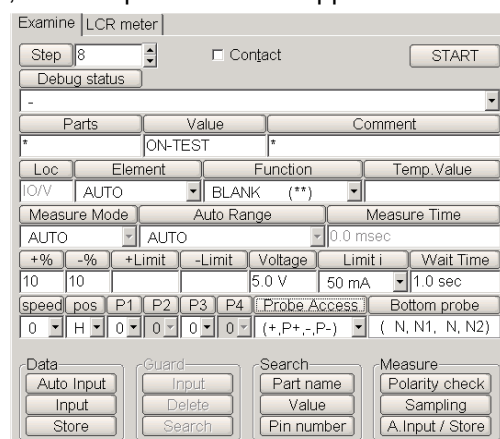 Examine LCR meter
Step 8 Contact START
Debug status
-
Parts Value Comment
* ON-TEST *
Loc Element Function Temp.Value
IO/V AUTO BLANK (**)
Measure Mode Auto Range Measure Time
AUTO AUTO 0.0 msec
+% -% +Limit -Limit Voltage Limit i Wait Time
10 10 5.0 V 50 mA 1.0 sec
speed pos P1 P2 P3 P4 Probe Access Bottom probe
0 H 0 0 0 0 (+,P+,-,P-) ( N, N1, N, N2)
Data Guard Search Measure
Auto Input Input Part name Polarity check
Input Delete Value Sampling
Store Search Pin number A.Input / Store